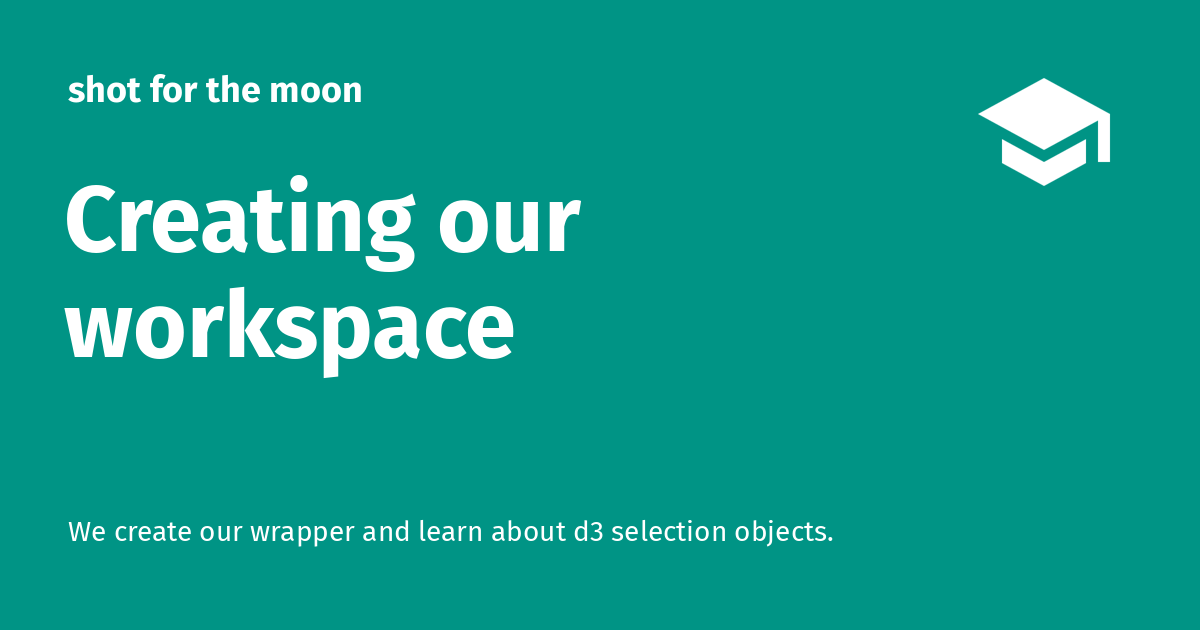 shot for the moon
Creating our
workspace
We create our wrapper and learn about d3 selection objects.